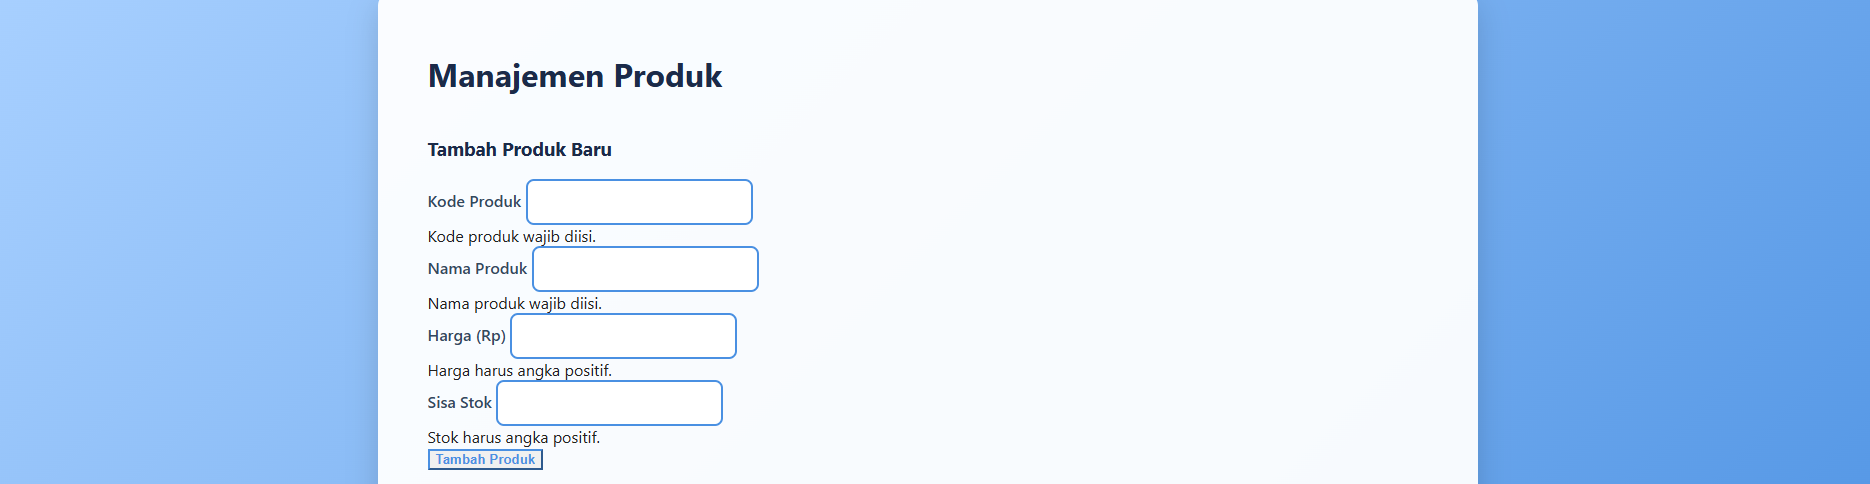 Manajemen Produk
Tambah Produk Baru
Kode Produk
Kode produk wajib diisi.
Nama Produk
Nama produk wajib diisi.
Harga (Rp)
Harga harus angka positif.
Sisa Stok
Stok harus angka positif.
Tambah Produk